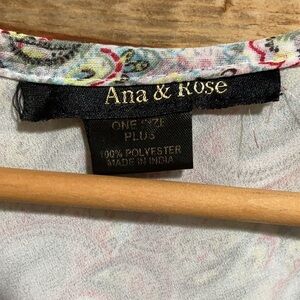 Ana & Rose
ONE SIZE
PLUS
100% POLYESTER
MADE IN INDIA